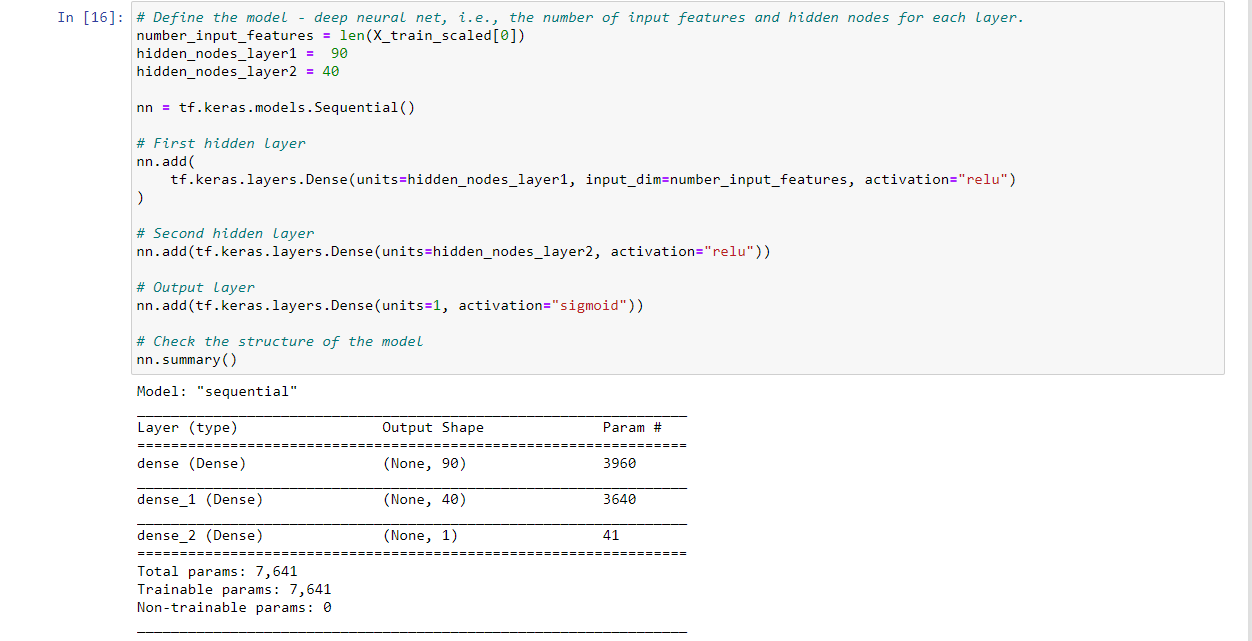 In [16]: # Define the model - deep neural net, i.e., the number of input features and hidden nodes for each layer.
number_input_features = len(X_train_scaled[0])
hidden_nodes_layer1 =  90
hidden_nodes_layer2 = 40

nn = tf.keras.models.Sequential()

# First hidden layer
nn.add(
    tf.keras.layers.Dense(units=hidden_nodes_layer1, input_dim=number_input_features, activation="relu")
)

# Second hidden layer
nn.add(tf.keras.layers.Dense(units=hidden_nodes_layer2, activation="relu"))

# Output layer
nn.add(tf.keras.layers.Dense(units=1, activation="sigmoid"))

# Check the structure of the model
nn.summary()
Model: "sequential"
_________________________________________________________________
Layer (type)                 Output Shape              Param #
=================================================================
dense (Dense)                (None, 90)                3960
_________________________________________________________________
dense_1 (Dense)              (None, 40)                3640
_________________________________________________________________
dense_2 (Dense)              (None, 1)                 41
=================================================================
Total params: 7,641
Trainable params: 7,641
Non-trainable params: 0
_________________________________________________________________